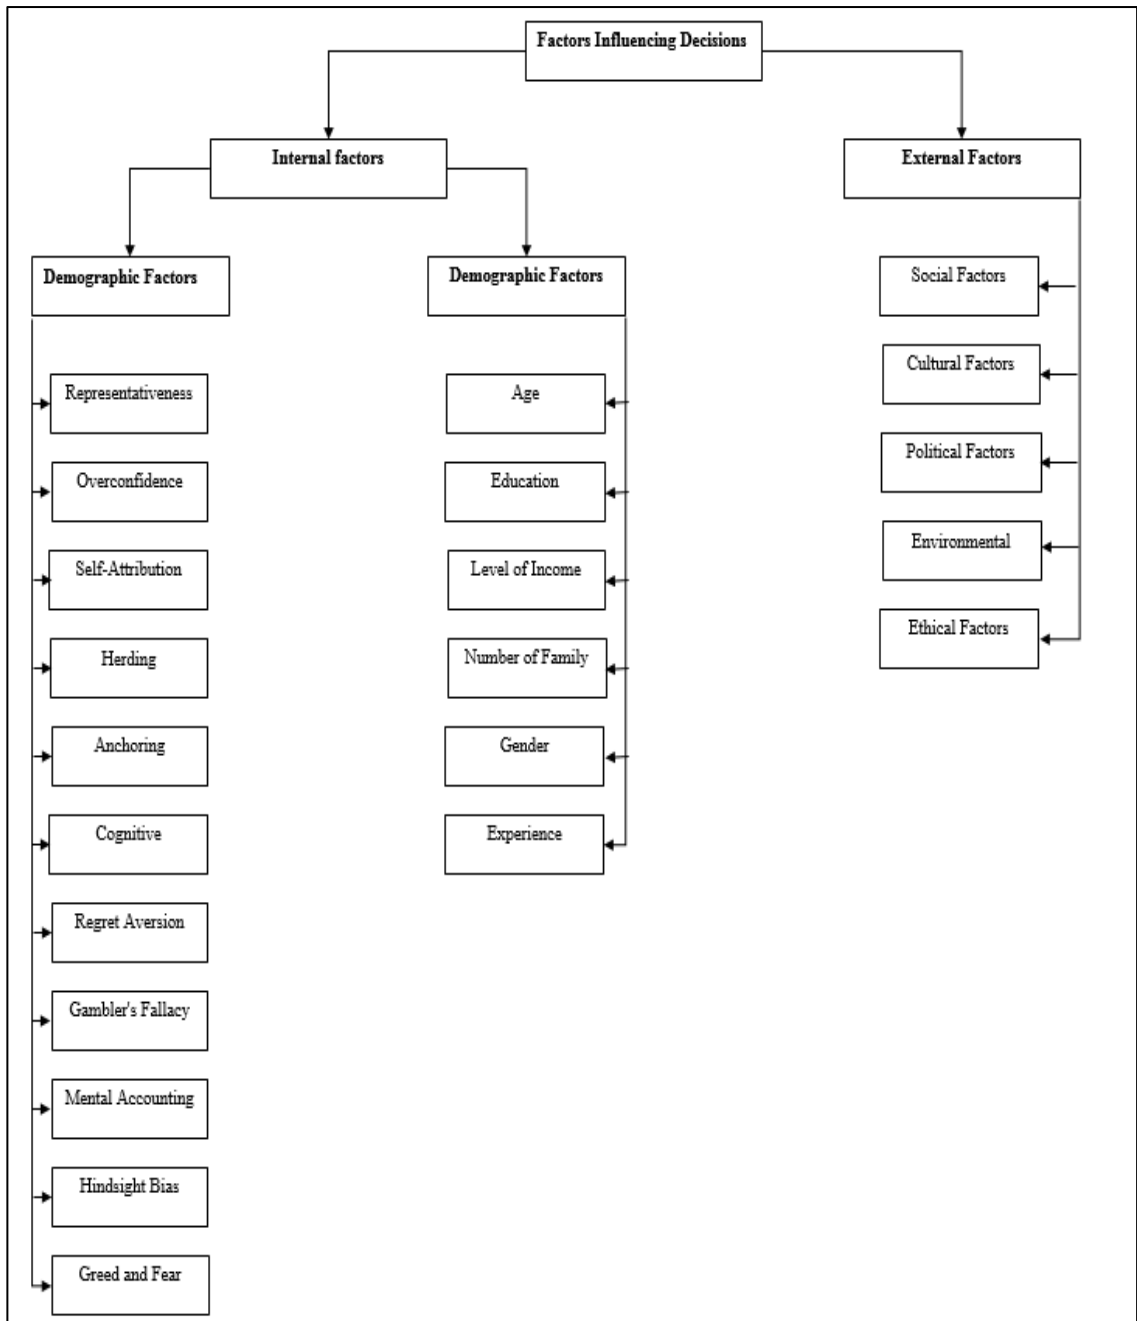 Factors Influencing Decisions
Internal factors
External Factors
Demographic Factors
Representativeness
Overconfidence
Self-Attribution
Herding
Anchoring
Cognitive
Regret Aversion
Gambler's Fallacy
Mental Accounting
Hindsight Bias
Greed and Fear
Demographic Factors
Age
Education
Level of Income
Number of Family
Gender
Experience
Social Factors
Cultural Factors
Political Factors
Environmental
Ethical Factors